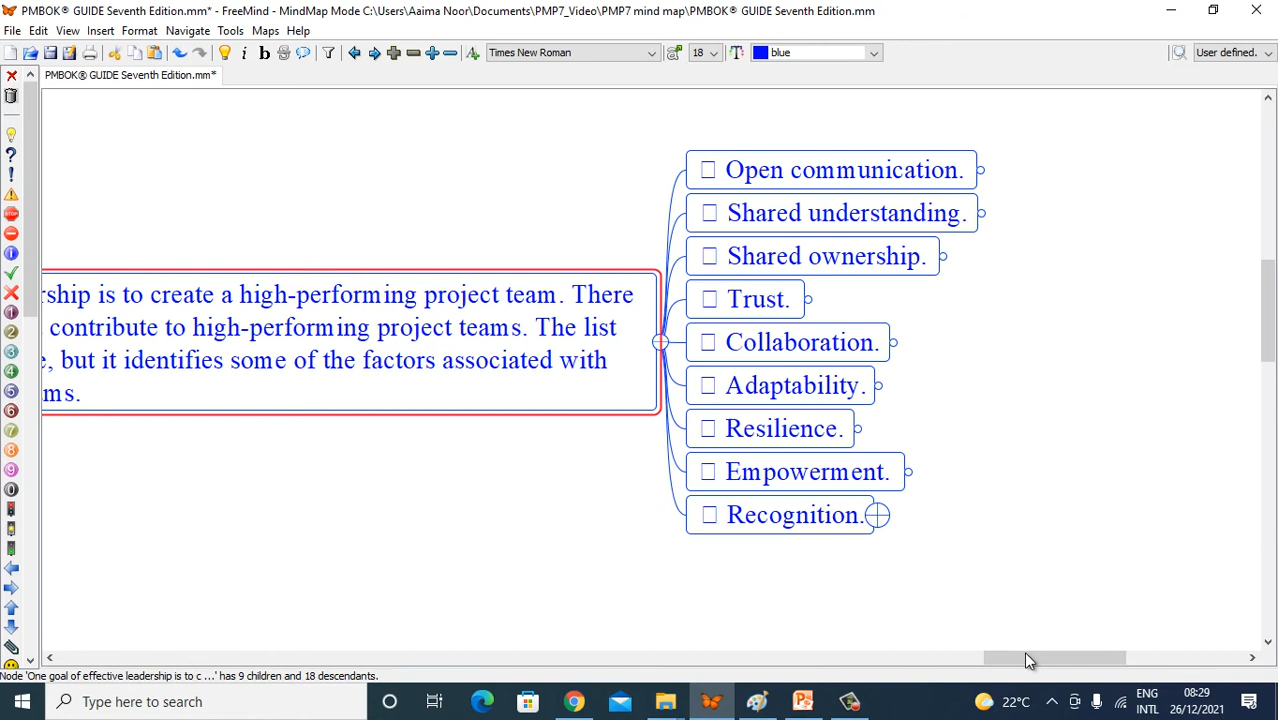 PMBOK® GUIDE Seventh Edition.mm* - FreeMind - MindMap Mode C:\Users\Aaima Noor\Documents\PMP7_Video\PMP7 mind map\PMBOK® GUIDE Seventh Edition.mm
File Edit View Insert Format Navigate Tools Maps Help
Times New Roman 18 blue User defined.
PMBOK® GUIDE Seventh Edition.mm*
Open communication.
Shared understanding.
Shared ownership.
Trust.
Collaboration.
Adaptability.
Resilience.
Empowerment.
Recognition.
rship is to create a high-performing project team. There
contribute to high-performing project teams. The list
e, but it identifies some of the factors associated with
ms.
Node 'One goal of effective leadership is to c ...' has 9 children and 18 descendants.
Type here to search
22°C
ENG
INTL
08:29
26/12/2021